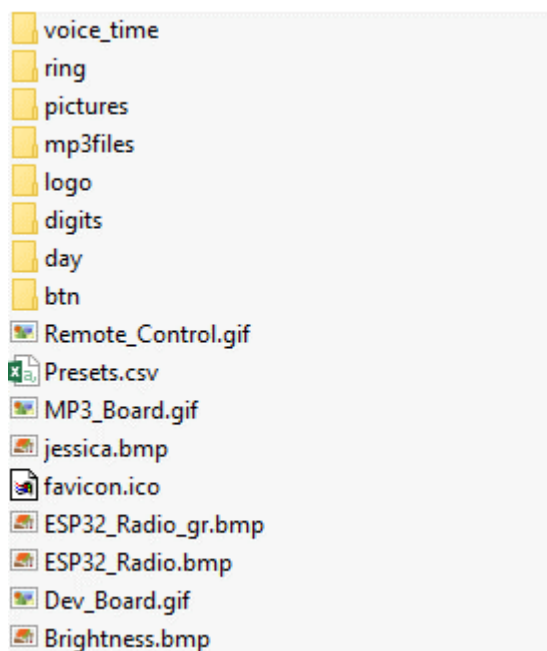 voice_time
ring
pictures
mp3files
logo
digits
day
btn
Remote_Control.gif
Presets.csv
MP3_Board.gif
jessica.bmp
favicon.ico
ESP32_Radio_gr.bmp
ESP32_Radio.bmp
Dev_Board.gif
Brightness.bmp